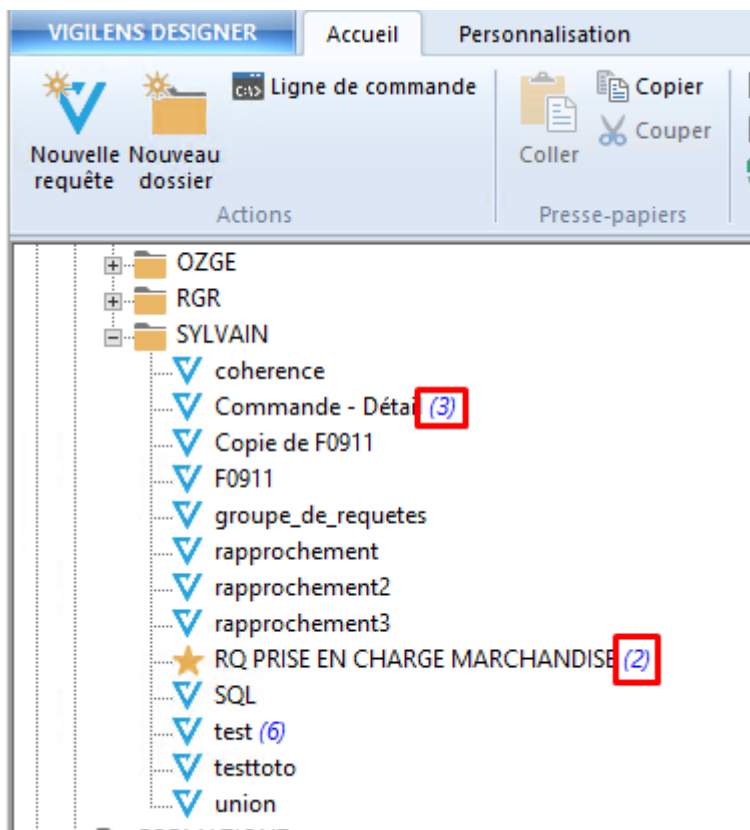 VIGILENS DESIGNER Accueil Personnalisation
Ligne de commande
Copier
Couper
Nouvelle requête
Nouveau dossier
Coller
Actions
Presse-papiers
OZGE
RGR
SYLVAIN
coherence
Commande - Détail (3)
Copie de F0911
F0911
groupe_de_requetes
rapprochement
rapprochement2
rapprochement3
RQ PRISE EN CHARGE MARCHANDISE (2)
SQL
test (6)
testtoto
union